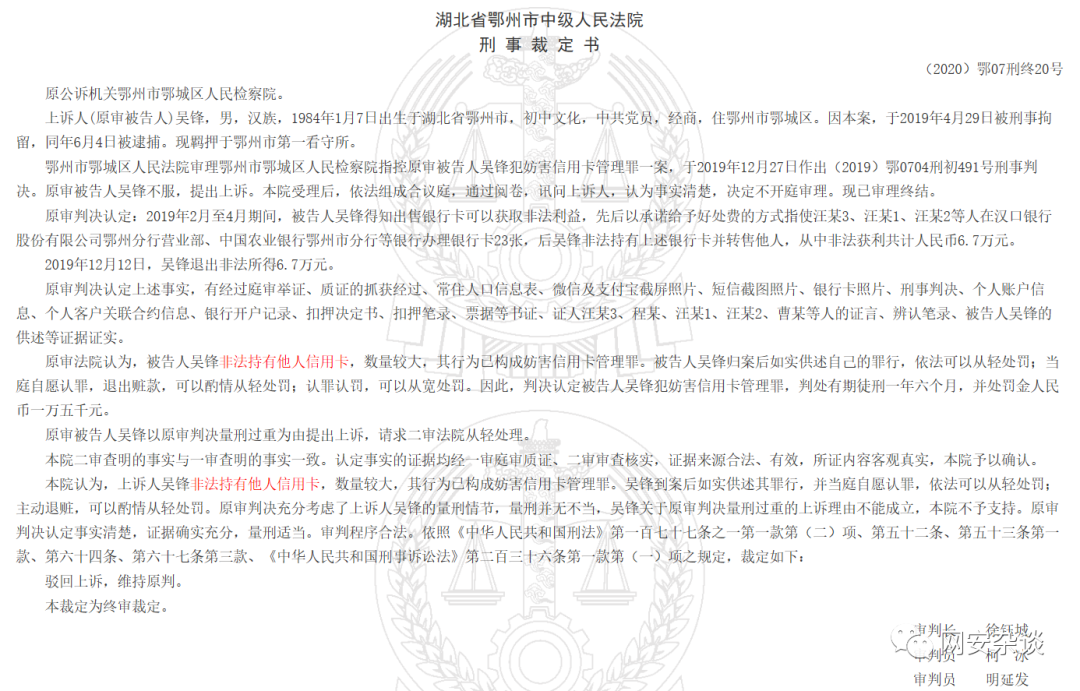 湖北省鄂州市中级人民法院
刑 事 裁 定 书
（2020）鄂07刑终20号
原公诉机关鄂州市鄂城区人民检察院。
上诉人(原审被告人)吴锋，男，汉族，1984年1月7日出生于湖北省鄂州市，初中文化，中共党员，经商，住鄂州市鄂城区。因本案，于2019年4月29日被刑事拘
留，同年6月4日被逮捕。现羁押于鄂州市第一看守所。
鄂州市鄂城区人民法院审理鄂州市鄂城区人民检察院指控原审被告人吴锋犯妨害信用卡管理罪一案，于2019年12月27日作出（2019）鄂0704刑初491号刑事判
决。原审被告人吴锋不服，提出上诉。本院受理后，依法组成合议庭，通过阅卷，讯问上诉人，认为事实清楚，决定不开庭审理。现已审理终结。
原审判决认定：2019年2月至4月期间，被告人吴锋得知出售银行卡可以获取非法利益，先后以承诺给予好处费的方式指使汪某3、汪某1、汪某2等人在汉口银行
股份有限公司鄂州分行营业部、中国农业银行鄂州市分行等银行办理银行卡23张，后吴锋非法持有上述银行卡并转售他人，从中非法获利共计人民币6.7万元。
2019年12月12日，吴锋退出非法所得6.7万元。
原审判决认定上述事实，有经过庭审举证、质证的抓获经过、常住人口信息表、微信及支付宝截屏照片、短信截图照片、银行卡照片、刑事判决、个人账户信
息、个人客户关联合约信息、银行开户记录、扣押决定书、扣押笔录、票据等书证、证人汪某3、程某、汪某1、汪某2、曹某等人的证言、辨认笔录、被告人吴锋的
供述等证据证实。
原审法院认为，被告人吴锋非法持有他人信用卡，数量较大，其行为已构成妨害信用卡管理罪。被告人吴锋归案后如实供述自己的罪行，依法可以从轻处罚；当
庭自愿认罪，退出赃款，可以酌情从轻处罚；认罪认罚，可以从宽处罚。因此，判决认定被告人吴锋犯妨害信用卡管理罪，判处有期徒刑一年六个月，并处罚金人民
币一万五千元。
原审被告人吴锋以原审判决量刑过重为由提出上诉，请求二审法院从轻处理。
本院二审查明的事实与一审查明的事实一致。认定事实的证据均经一审庭审质证、二审审查核实，证据来源合法、有效，所证内容客观真实，本院予以确认。
本院认为，上诉人吴锋非法持有他人信用卡，数量较大，其行为已构成妨害信用卡管理罪。吴锋到案后如实供述其罪行，并当庭自愿认罪，依法可以从轻处罚；
主动退赃，可以酌情从轻处罚。原审判决充分考虑了上诉人吴锋的量刑情节，量刑并无不当，吴锋关于原审判决量刑过重的上诉理由不能成立，本院不予支持。原审
判决认定事实清楚，证据确实充分，量刑适当。审判程序合法。依照《中华人民共和国刑法》第一百七十七条之一第一款第（二）项、第五十二条、第五十三条第一
款、第六十四条、第六十七条第三款、《中华人民共和国刑事诉讼法》第二百三十六条第一款第（一）项之规定，裁定如下：
驳回上诉，维持原判。
本裁定为终审裁定。
审判长 徐钰城
网安杂谈
审判员 柯 冰
审判员 明延发